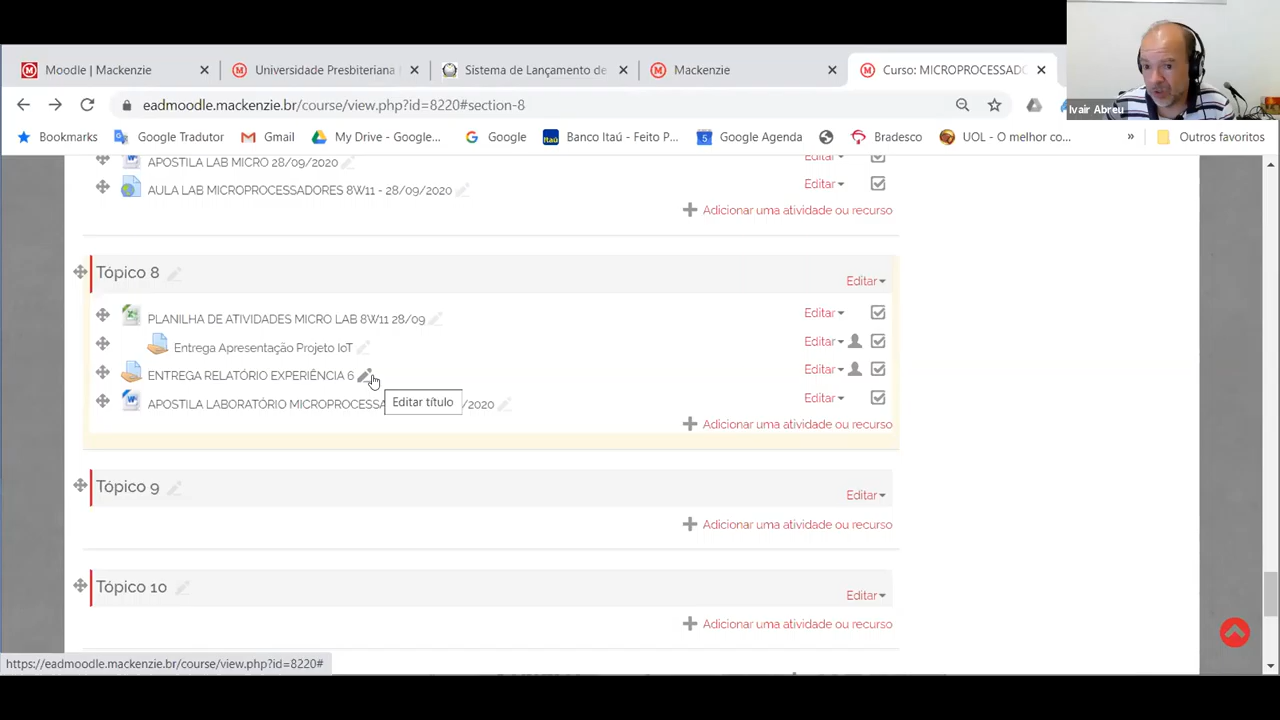 Moodle | Mackenzie
Universidade Presbiteriana
Sistema de Lançamento de
Mackenzie
Curso: MICROPROCESSADO
Ivair Abreu
eadmoodle.mackenzie.br/course/view.php?id=8220#section-8
Bookmarks
Google Tradutor
Gmail
My Drive - Google...
Google
Itaú
Banco Itaú - Feito P...
5
Google Agenda
Bradesco
UOL - O melhor co...
»
Outros favoritos
APOSTILA LAB MICRO 28/09/2020
Editar
AULA LAB MICROPROCESSADORES 8W11 - 28/09/2020
Editar
Adicionar uma atividade ou recurso
Tópico 8
Editar
PLANILHA DE ATIVIDADES MICRO LAB 8W11 28/09
Editar
Entrega Apresentação Projeto IoT
Editar
ENTREGA RELATÓRIO EXPERIÊNCIA 6
Editar
Editar título
APOSTILA LABORATÓRIO MICROPROCESSA /2020
Editar
Adicionar uma atividade ou recurso
Tópico 9
Editar
Adicionar uma atividade ou recurso
Tópico 10
Editar
Adicionar uma atividade ou recurso
https://eadmoodle.mackenzie.br/course/view.php?id=8220#